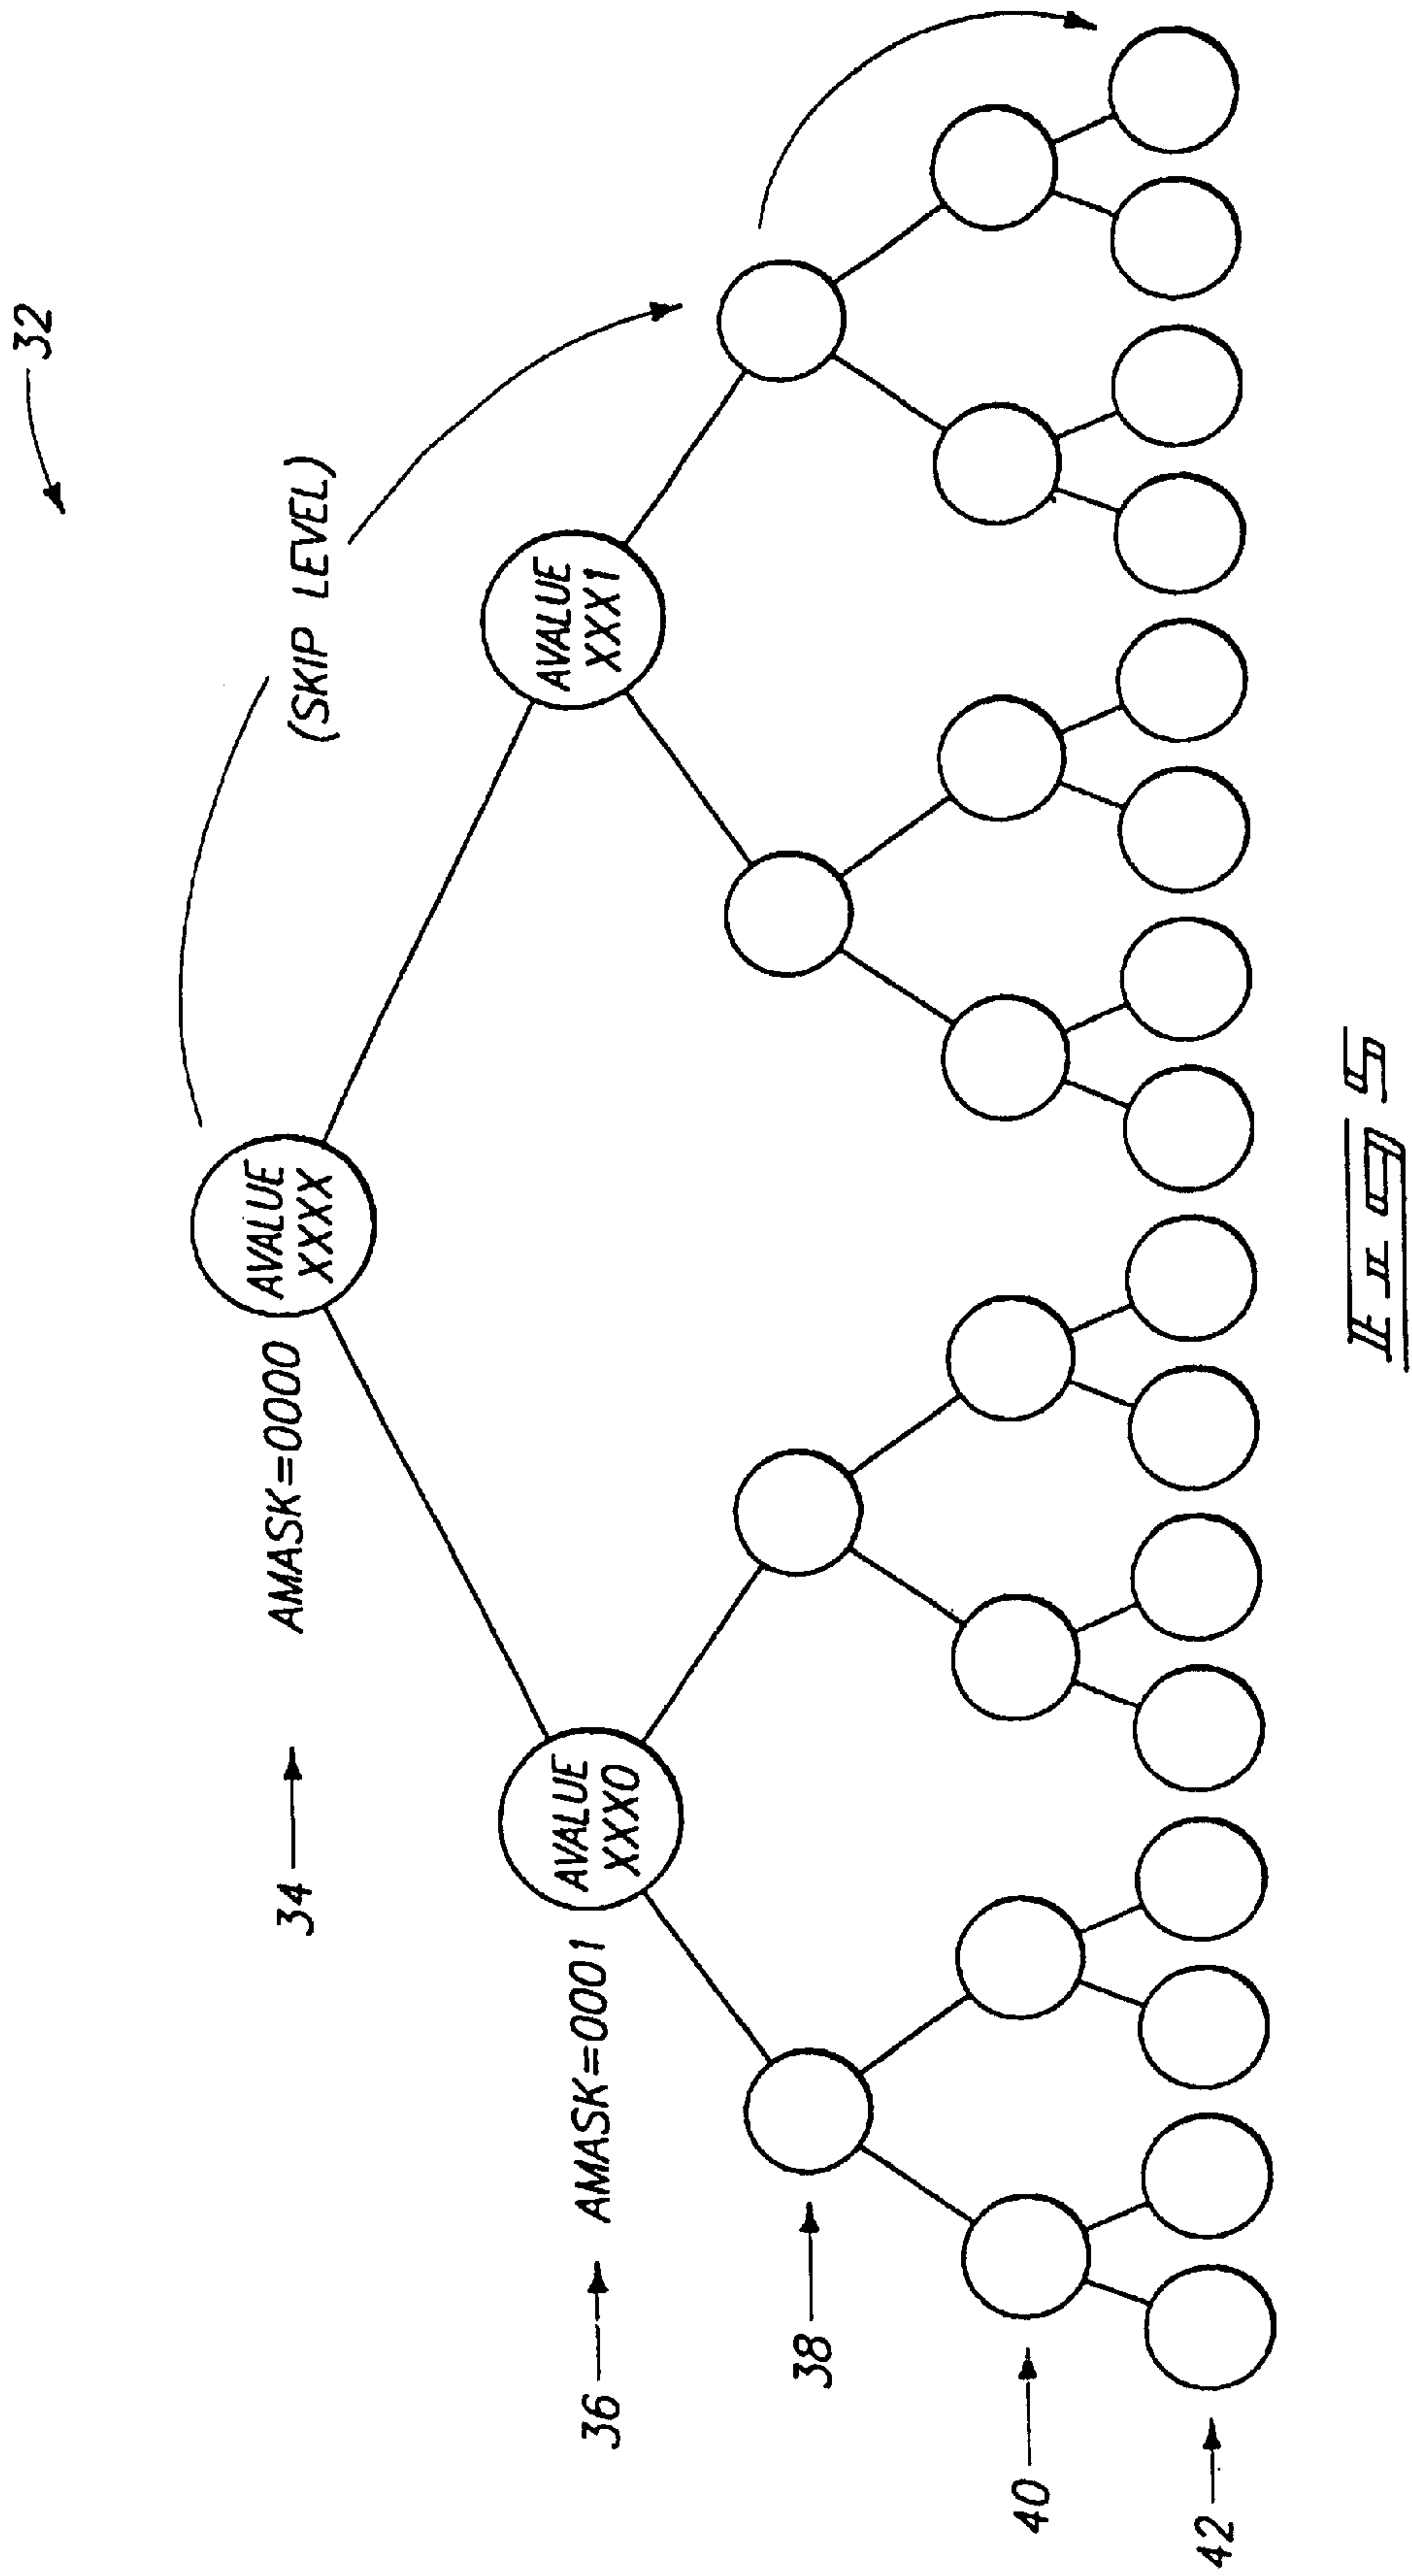 32
(SKIP LEVEL)
34
AMASK=0000
AVALUE
XXXX
36
AMASK=0001
AVALUE
XXX0
AVALUE
XXX1
38
40
42
FIG 5